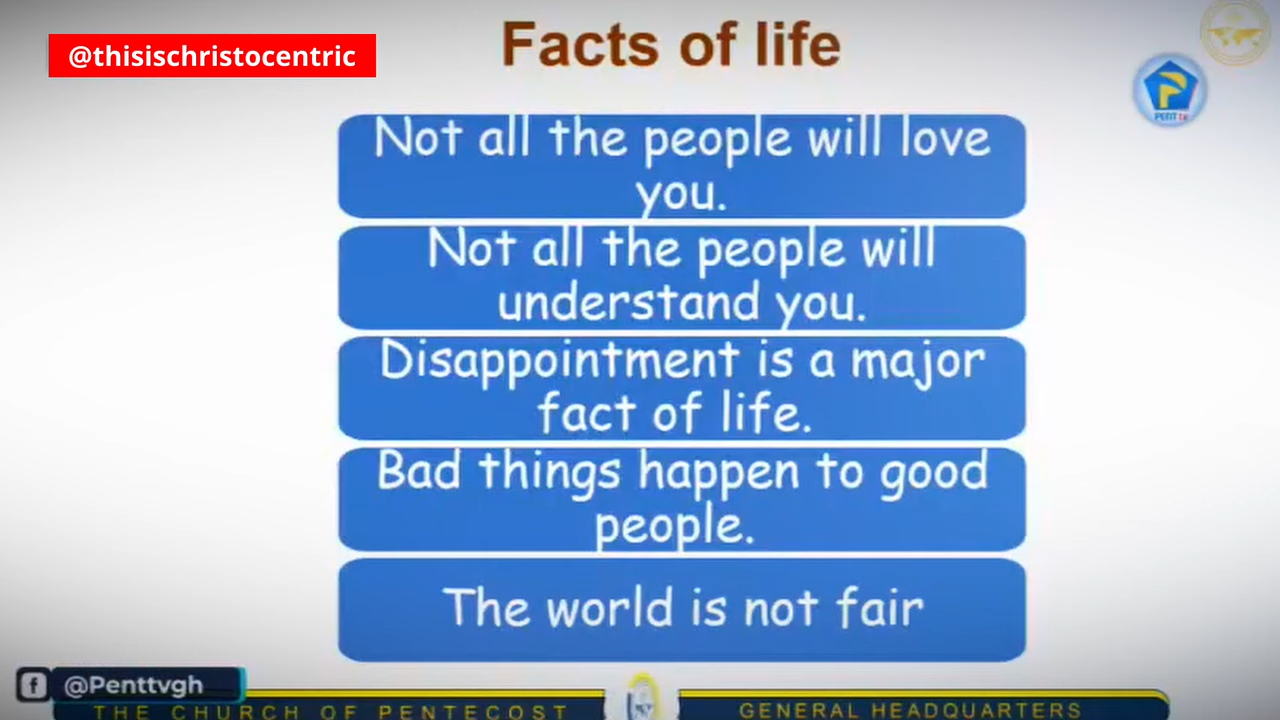 Facts of life
@thisischristocentric
PENT tv
Not all the people will love
you.
Not all the people will
understand you.
Disappointment is a major
fact of life.
Bad things happen to good
people.
The world is not fair
@Penttvgh
THE CHURCH OF PENTECOST
GENERAL HEADQUARTERS